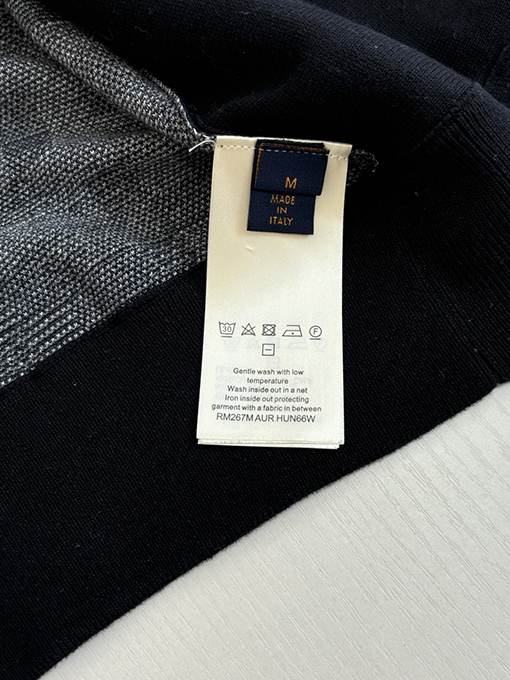 M
MADE
IN
ITALY
30
F
Gentle wash with low
temperature
Wash inside out in a net
Iron inside out protecting
garment with a fabric in between
RM267M AUR HUN66W